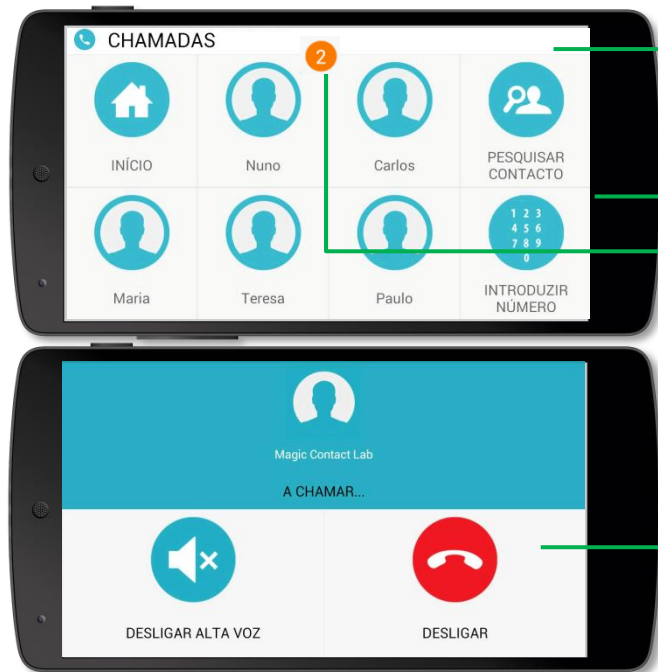 CHAMADAS
2
INÍCIO
Nuno
Carlos
PESQUISAR
CONTACTO
Maria
Teresa
Paulo
1 2 3
4 5 6
7 8 9
0
INTRODUZIR
NÚMERO
Magic Contact Lab
A CHAMAR...
DESLIGAR ALTA VOZ
DESLIGAR